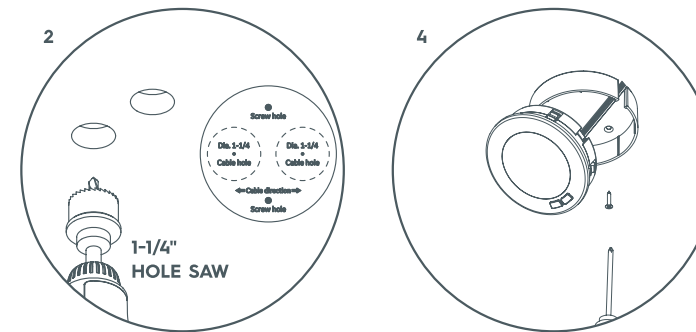 2
4
Screw hole
Dia. 1-1/4 Dia. 1-1/4
Cable hole Cable hole
Cable direction
Screw hole
1-1/4"
HOLE SAW